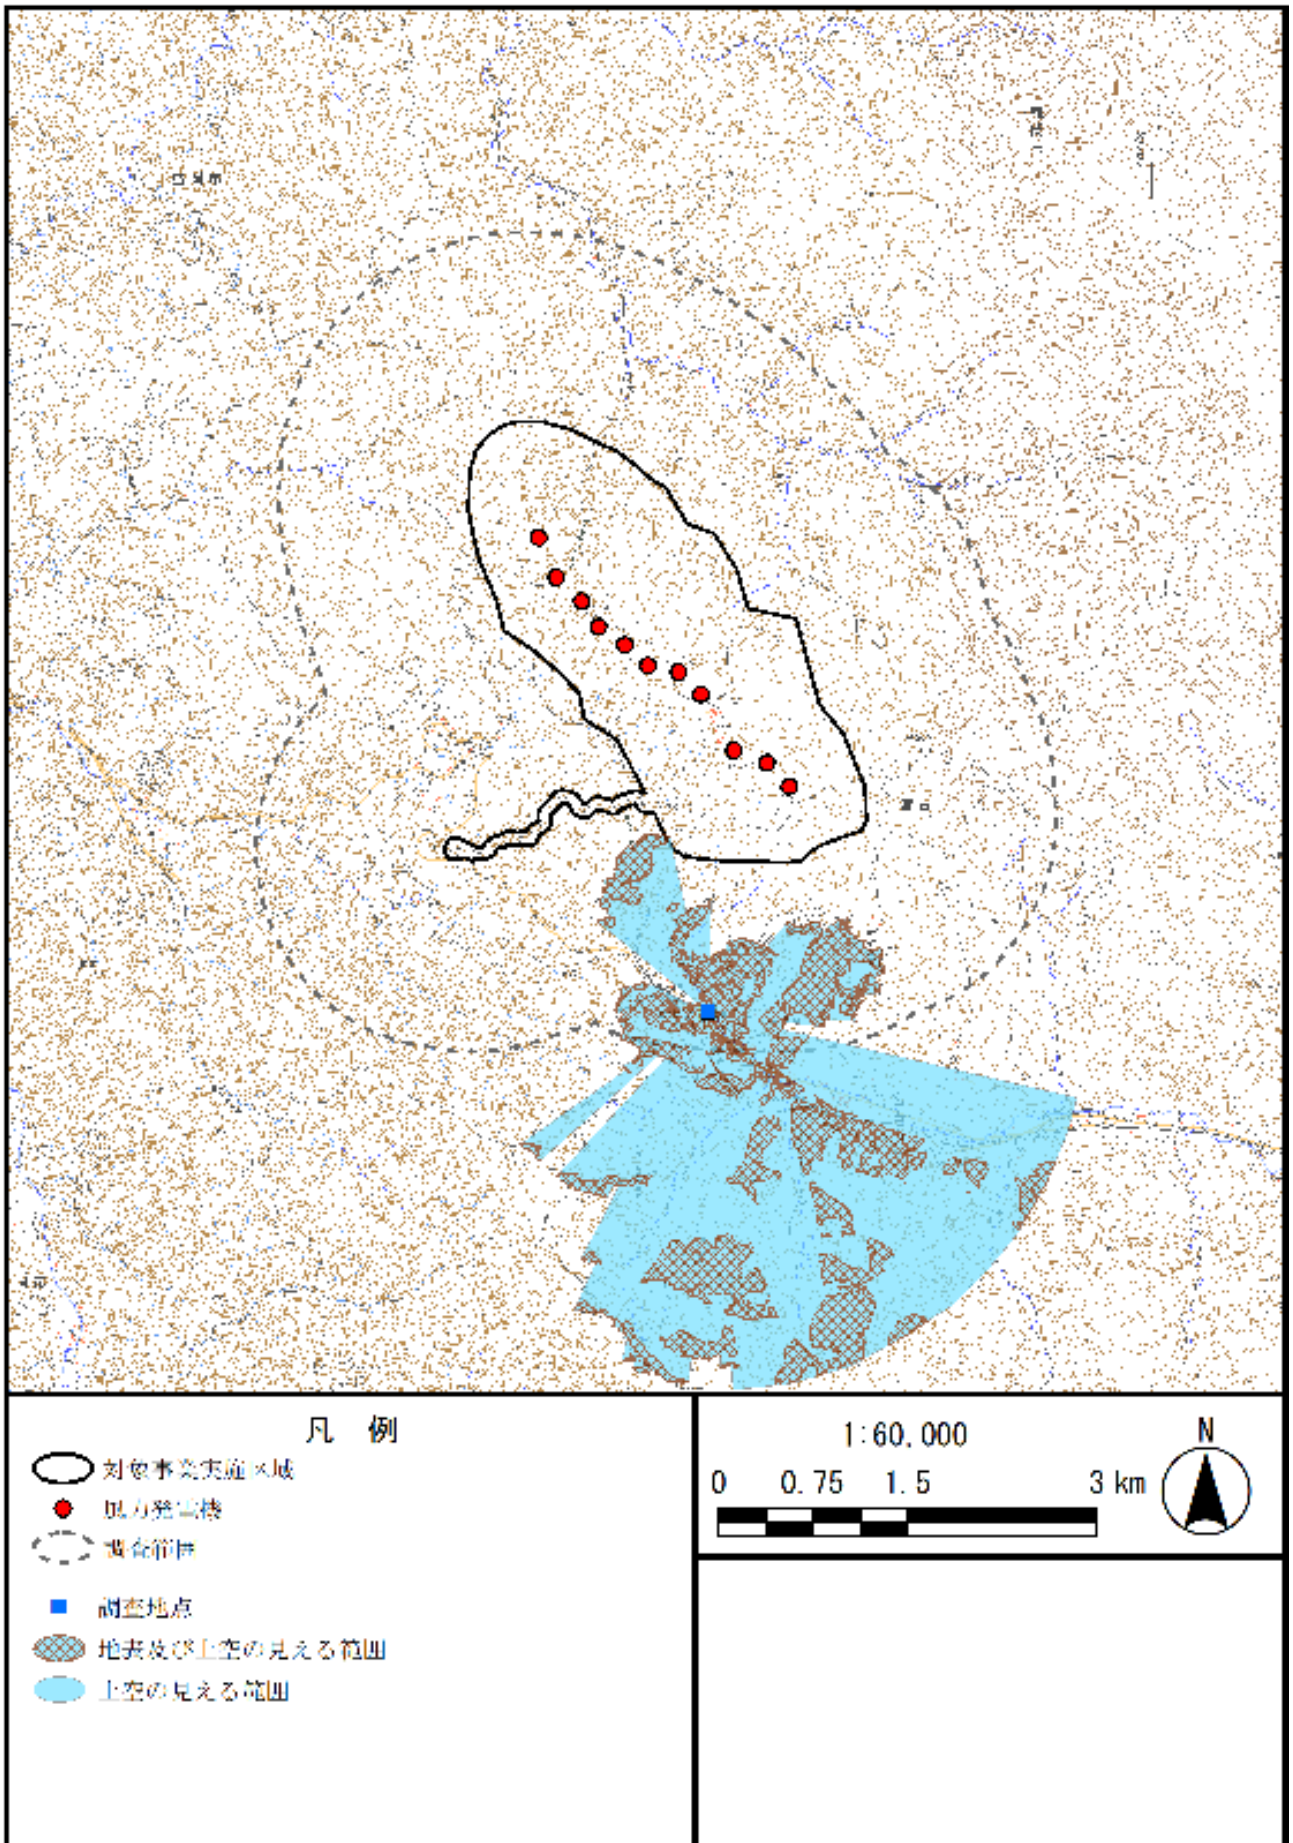 凡 例
対象事業実施区域
風力発電機
調査範囲
調査地点
地表及び上空の見える範囲
上空の見える範囲
1:60,000
0 0.75 1.5 3 km
N